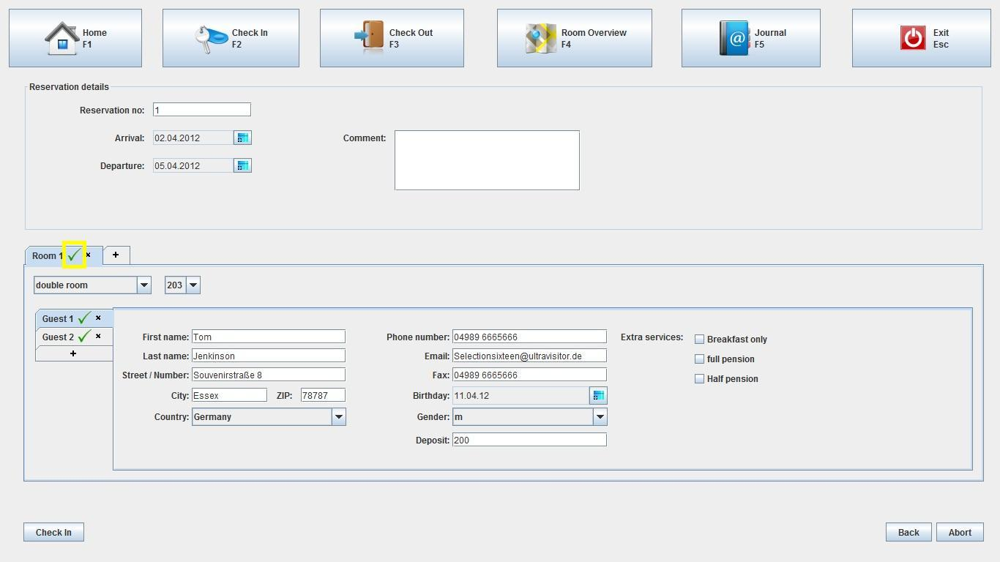 Home
F1
Check In
F2
Check Out
F3
Room Overview
F4
Journal
F5
Exit
Esc
Reservation details
Reservation no: 1
Arrival: 02.04.2012
Comment:
Departure: 05.04.2012
Room 1
+
double room 203
Guest 1
Guest 2
+
First name: Tom
Last name: Jenkinson
Street / Number: Souvenirstraße 8
City: Essex ZIP: 78787
Country: Germany
Phone number: 04989 6665666
Email: Selectionsixteen@ultravisitor.de
Fax: 04989 6665666
Birthday: 11.04.12
Gender: m
Deposit: 200
Extra services:
Breakfast only
full pension
Half pension
Check In
Back
Abort